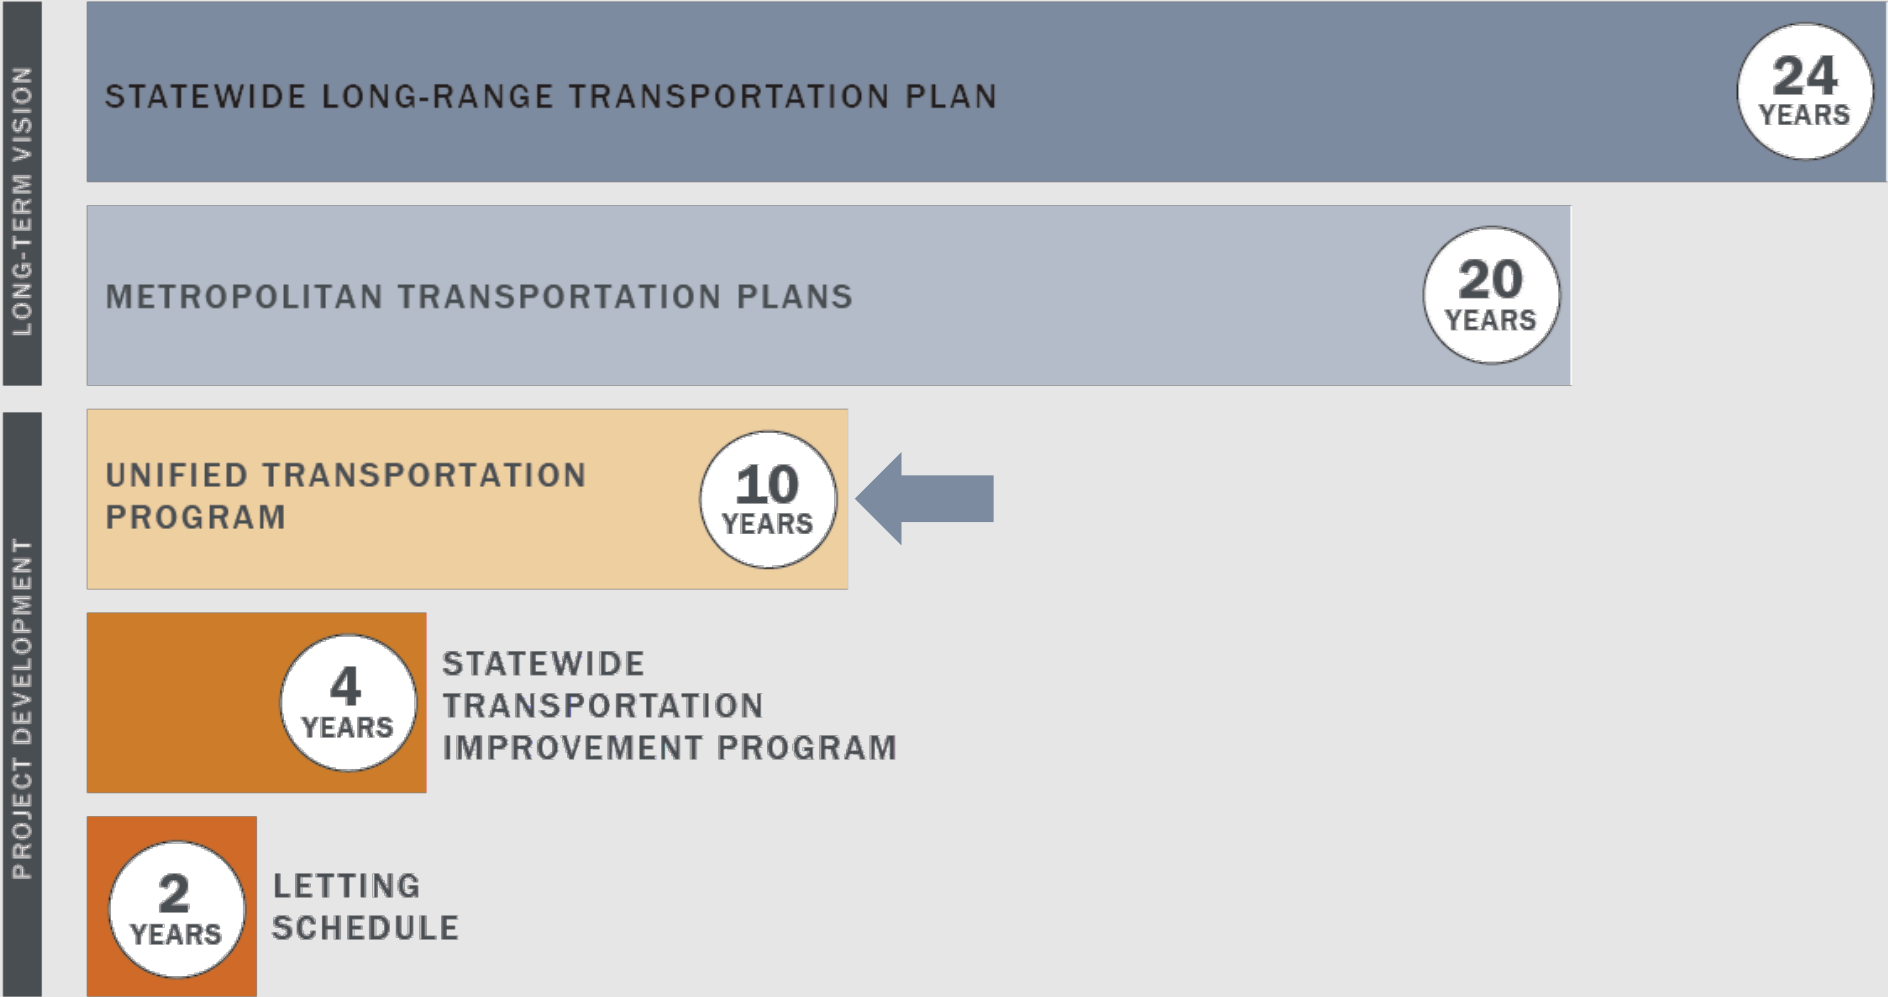 LONG-TERM VISION
STATEWIDE LONG-RANGE TRANSPORTATION PLAN
24
YEARS
METROPOLITAN TRANSPORTATION PLANS
20
YEARS
PROJECT DEVELOPMENT
UNIFIED TRANSPORTATION
PROGRAM
10
YEARS
4
YEARS
STATEWIDE
TRANSPORTATION
IMPROVEMENT PROGRAM
2
YEARS
LETTING
SCHEDULE